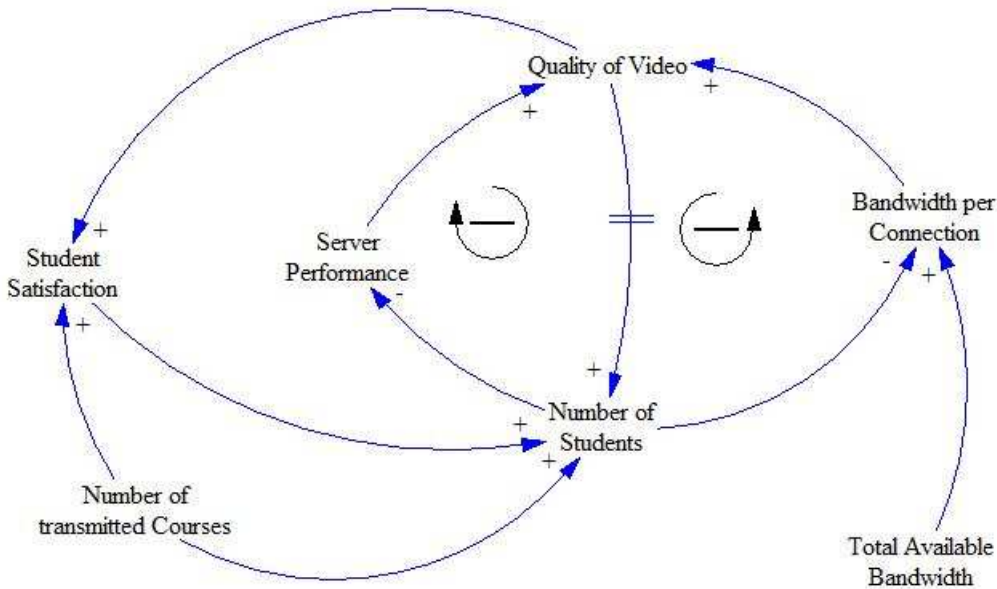 Quality of Video
+
+
Bandwidth per
Connection
-
+
+
Student
Satisfaction
+
Server
Performance
-
+
Number of
Students
+
+
Number of
transmitted Courses
Total Available
Bandwidth